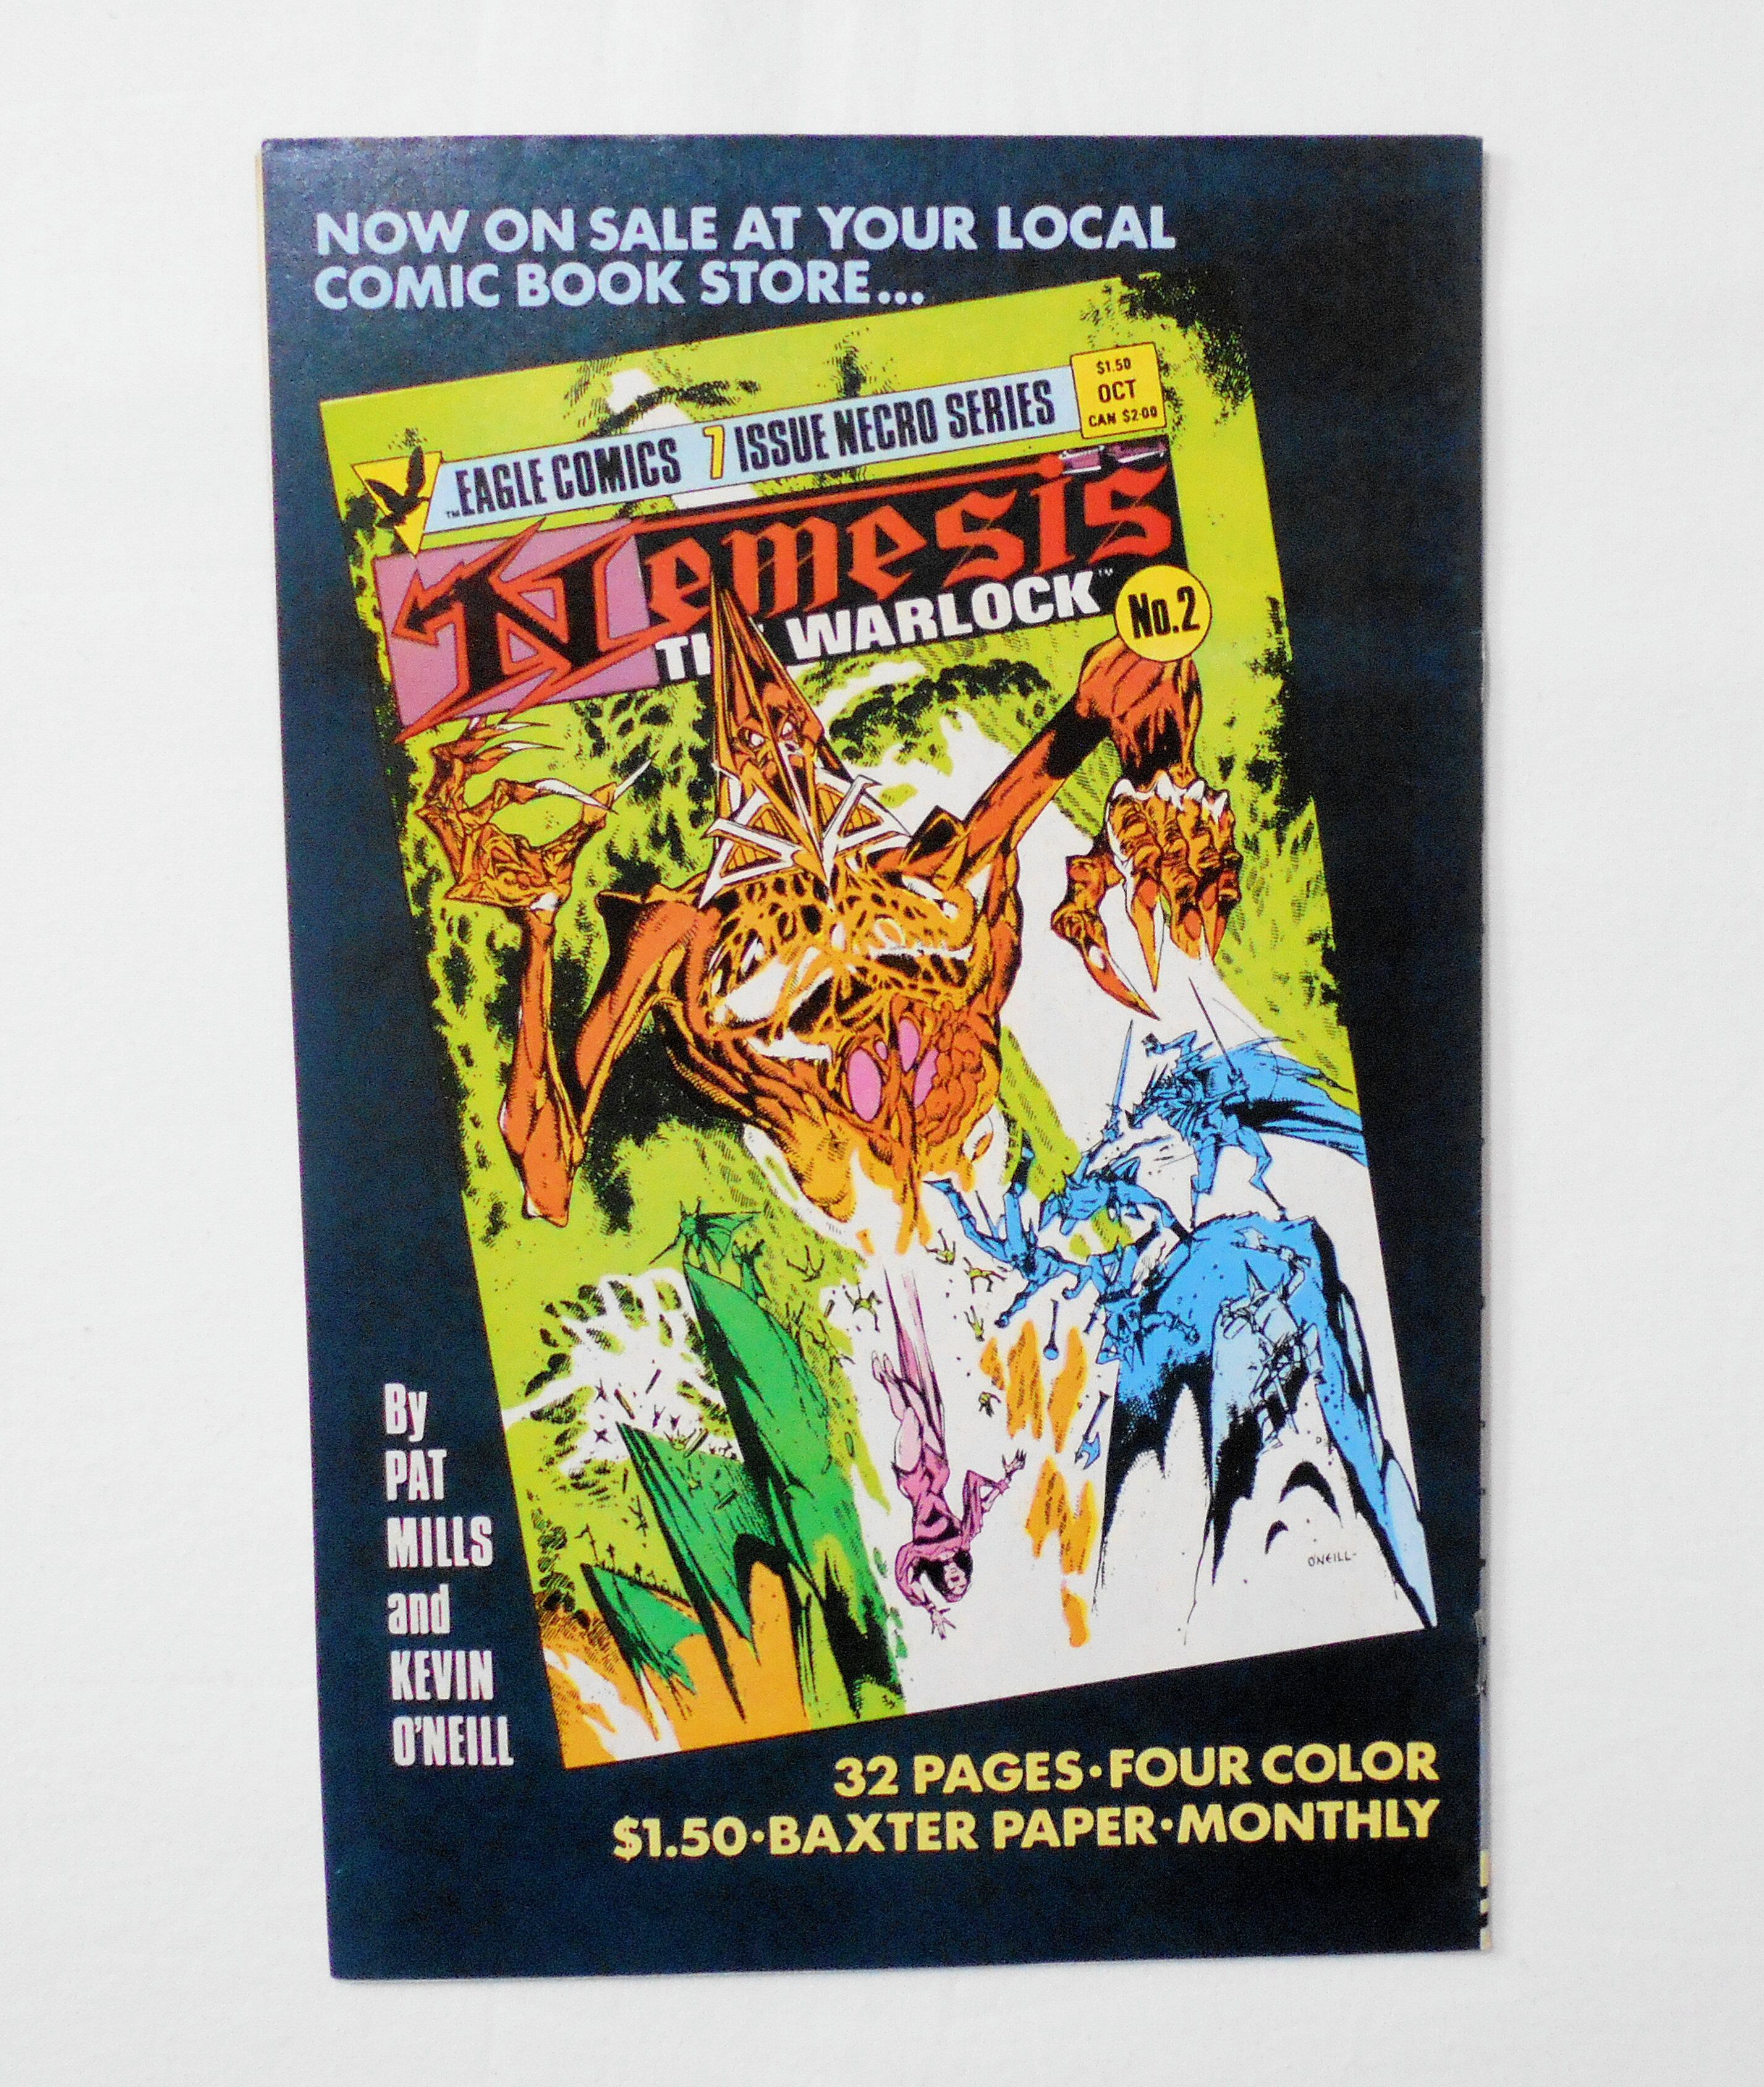 NOW ON SALE AT YOUR LOCAL
COMIC BOOK STORE...
$1.50
OCT
CAN $2.00
™EAGLE COMICS 7 ISSUE NECRO SERIES
Nemesis
THE WARLOCK™
No.2
O'NEILL-
By
PAT
MILLS
and
KEVIN
O'NEILL
32 PAGES·FOUR COLOR
$1.50·BAXTER PAPER·MONTHLY